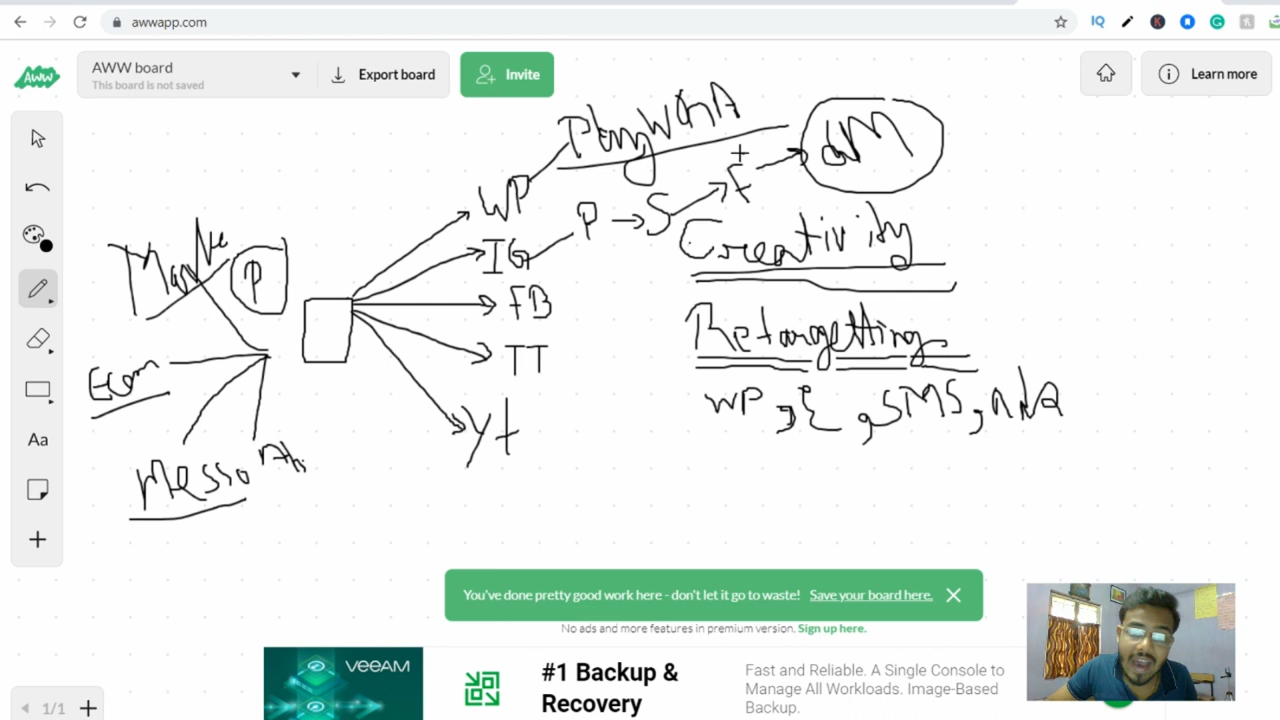 awwapp.com
AWW board
This board is not saved
Export board
Invite
Learn more
WP
IG
P → S
FB
TT
yt
P
Ecom
Creativity
Retargetting
WP
SMS
Aa
You've done pretty good work here - don't let it go to waste! Save your board here.
No ads and more features in premium version. Sign up here.
VEEAM
#1 Backup &
Recovery
Fast and Reliable. A Single Console to
Manage All Workloads. Image-Based
Backup.
1/1